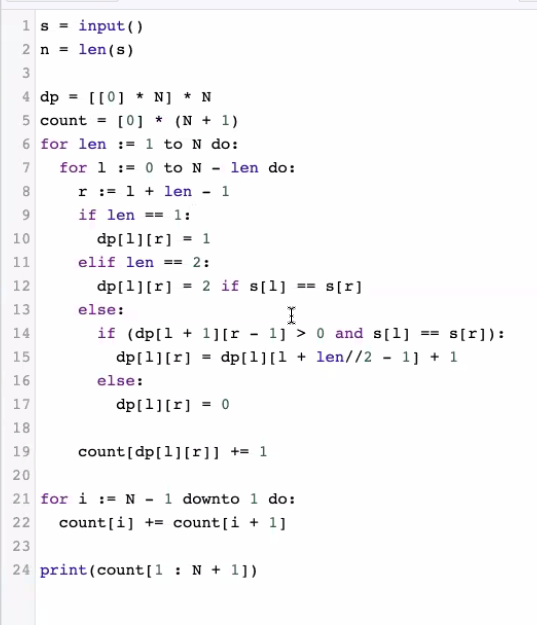 1 s = input()
2 n = len(s)
3
4 dp = [[0] * N] * N
5 count = [0] * (N + 1)
6 for len := 1 to N do:
7   for l := 0 to N - len do:
8     r := l + len - 1
9     if len == 1:
10       dp[l][r] = 1
11     elif len == 2:
12       dp[l][r] = 2 if s[l] == s[r]
13     else:
14       if (dp[l + 1][r - 1] > 0 and s[l] == s[r]):
15         dp[l][r] = dp[l][l + len//2 - 1] + 1
16       else:
17         dp[l][r] = 0
18
19     count[dp[l][r]] += 1
20
21 for i := N - 1 downto 1 do:
22   count[i] += count[i + 1]
23
24 print(count[1 : N + 1])